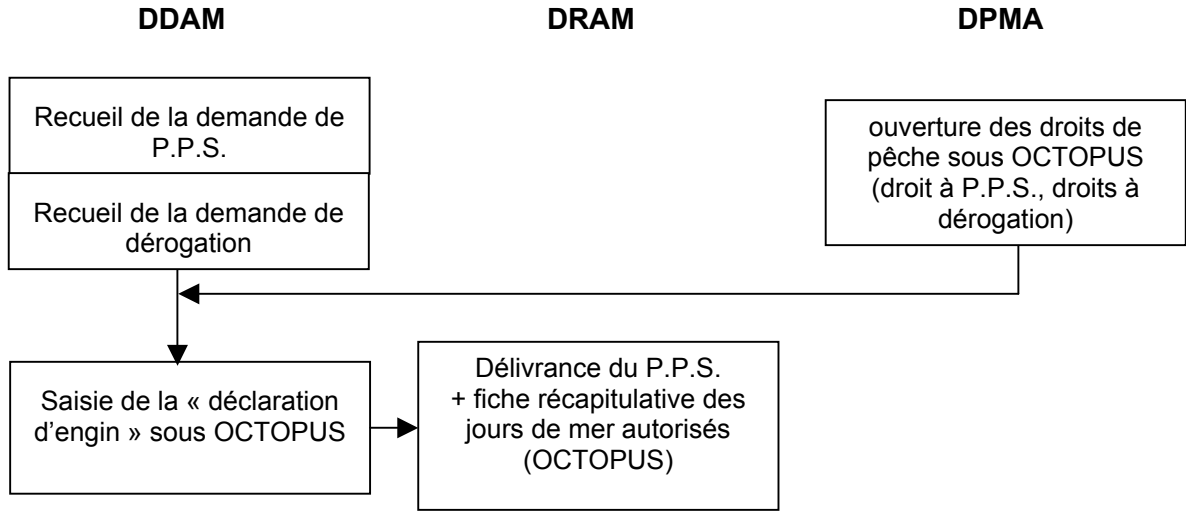 DDAM
DRAM
DPMA
Recueil de la demande de
P.P.S.
Recueil de la demande de
dérogation
ouverture des droits de
pêche sous OCTOPUS
(droit à P.P.S., droits à
dérogation)
Saisie de la « déclaration
d’engin » sous OCTOPUS
Délivrance du P.P.S.
+ fiche récapitulative des
jours de mer autorisés
(OCTOPUS)